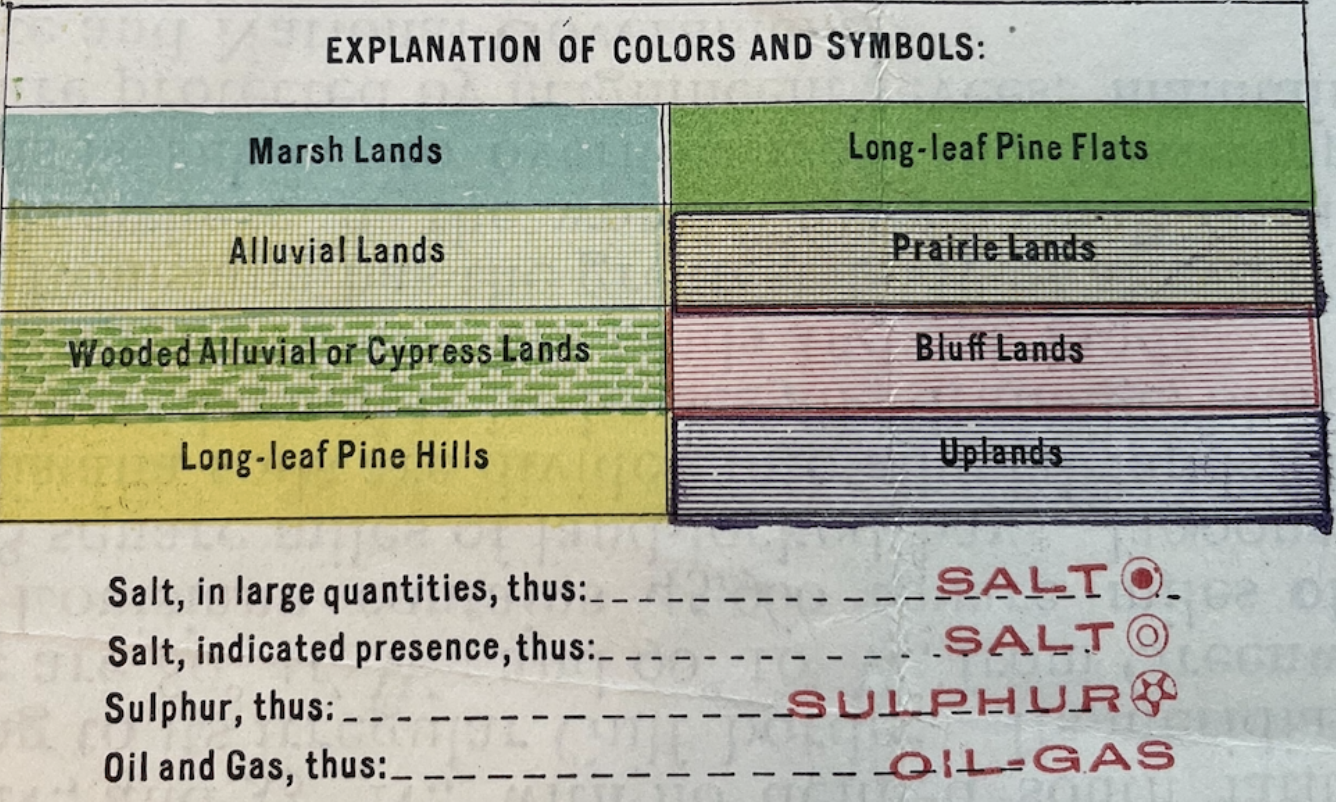 EXPLANATION OF COLORS AND SYMBOLS:
Marsh Lands
Long-leaf Pine Flats
Alluvial Lands
Prairie Lands
Wooded Alluvial or Cypress Lands
Bluff Lands
Long-leaf Pine Hills
Uplands
Salt, in large quantities, thus: SALT
Salt, indicated presence, thus: SALT
Sulphur, thus: SULPHUR
Oil and Gas, thus: OIL-GAS